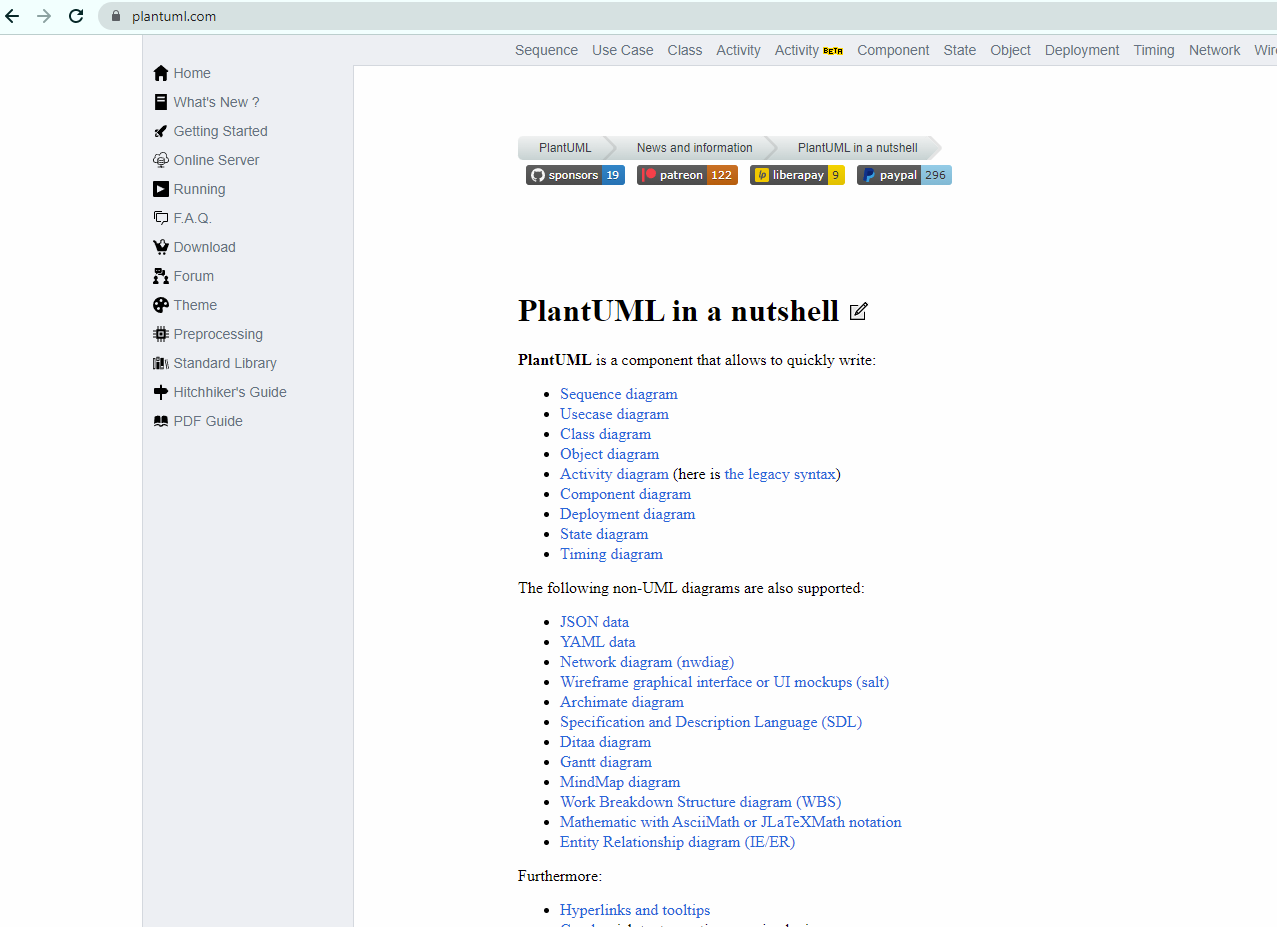 plantuml.com
Sequence Use Case Class Activity Activity BETA Component State Object Deployment Timing Network
Home
What's New ?
Getting Started
Online Server
Running
F.A.Q.
Download
Forum
Theme
Preprocessing
Standard Library
Hitchhiker's Guide
PDF Guide
PlantUML News and information PlantUML in a nutshell
sponsors 19 patreon 122 lp liberapay 9 paypal 296
PlantUML in a nutshell
PlantUML is a component that allows to quickly write:
Sequence diagram
Usecase diagram
Class diagram
Object diagram
Activity diagram (here is the legacy syntax)
Component diagram
Deployment diagram
State diagram
Timing diagram
The following non-UML diagrams are also supported:
JSON data
YAML data
Network diagram (nwdiag)
Wireframe graphical interface or UI mockups (salt)
Archimate diagram
Specification and Description Language (SDL)
Ditaa diagram
Gantt diagram
MindMap diagram
Work Breakdown Structure diagram (WBS)
Mathematic with AsciiMath or JLaTeXMath notation
Entity Relationship diagram (IE/ER)
Furthermore:
Hyperlinks and tooltips